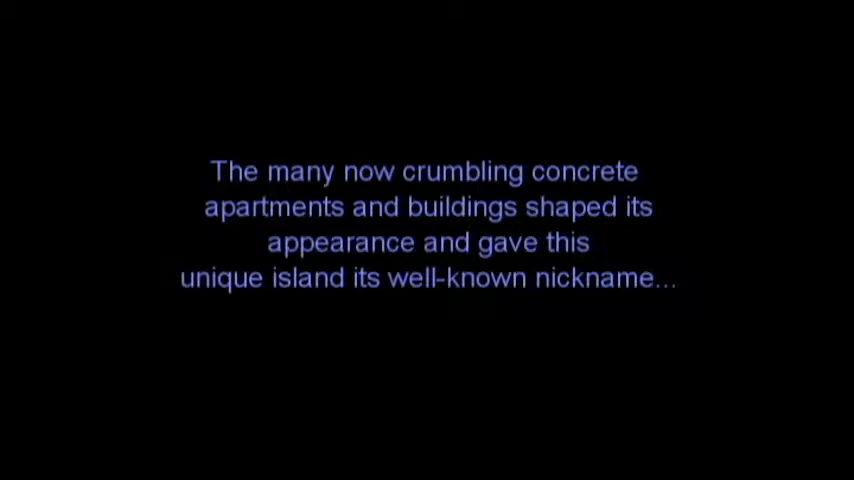 The many now crumbling concrete
apartments and buildings shaped its
appearance and gave this
unique island its well-known nickname...